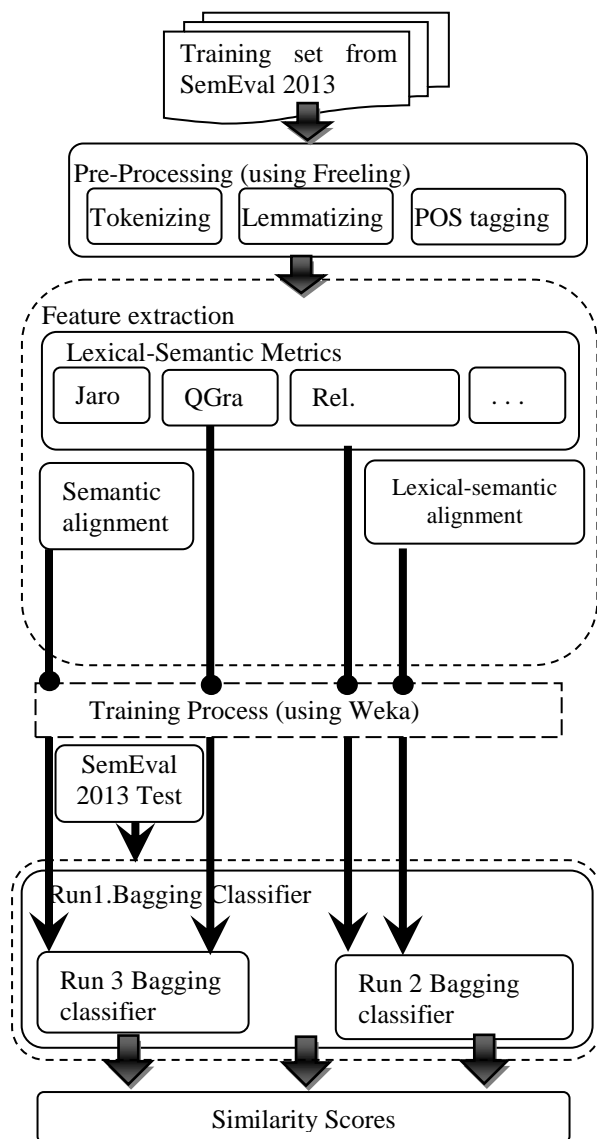 Training set from
SemEval 2013
Pre-Processing (using Freeling)
Tokenizing
Lemmatizing
POS tagging
Feature extraction
Lexical-Semantic Metrics
Jaro
QGra
Rel.
. . .
Semantic
alignment
Lexical-semantic
alignment
Training Process (using Weka)
SemEval
2013 Test
Run1.Bagging Classifier
Run 3 Bagging
classifier
Run 2 Bagging
classifier
Similarity Scores